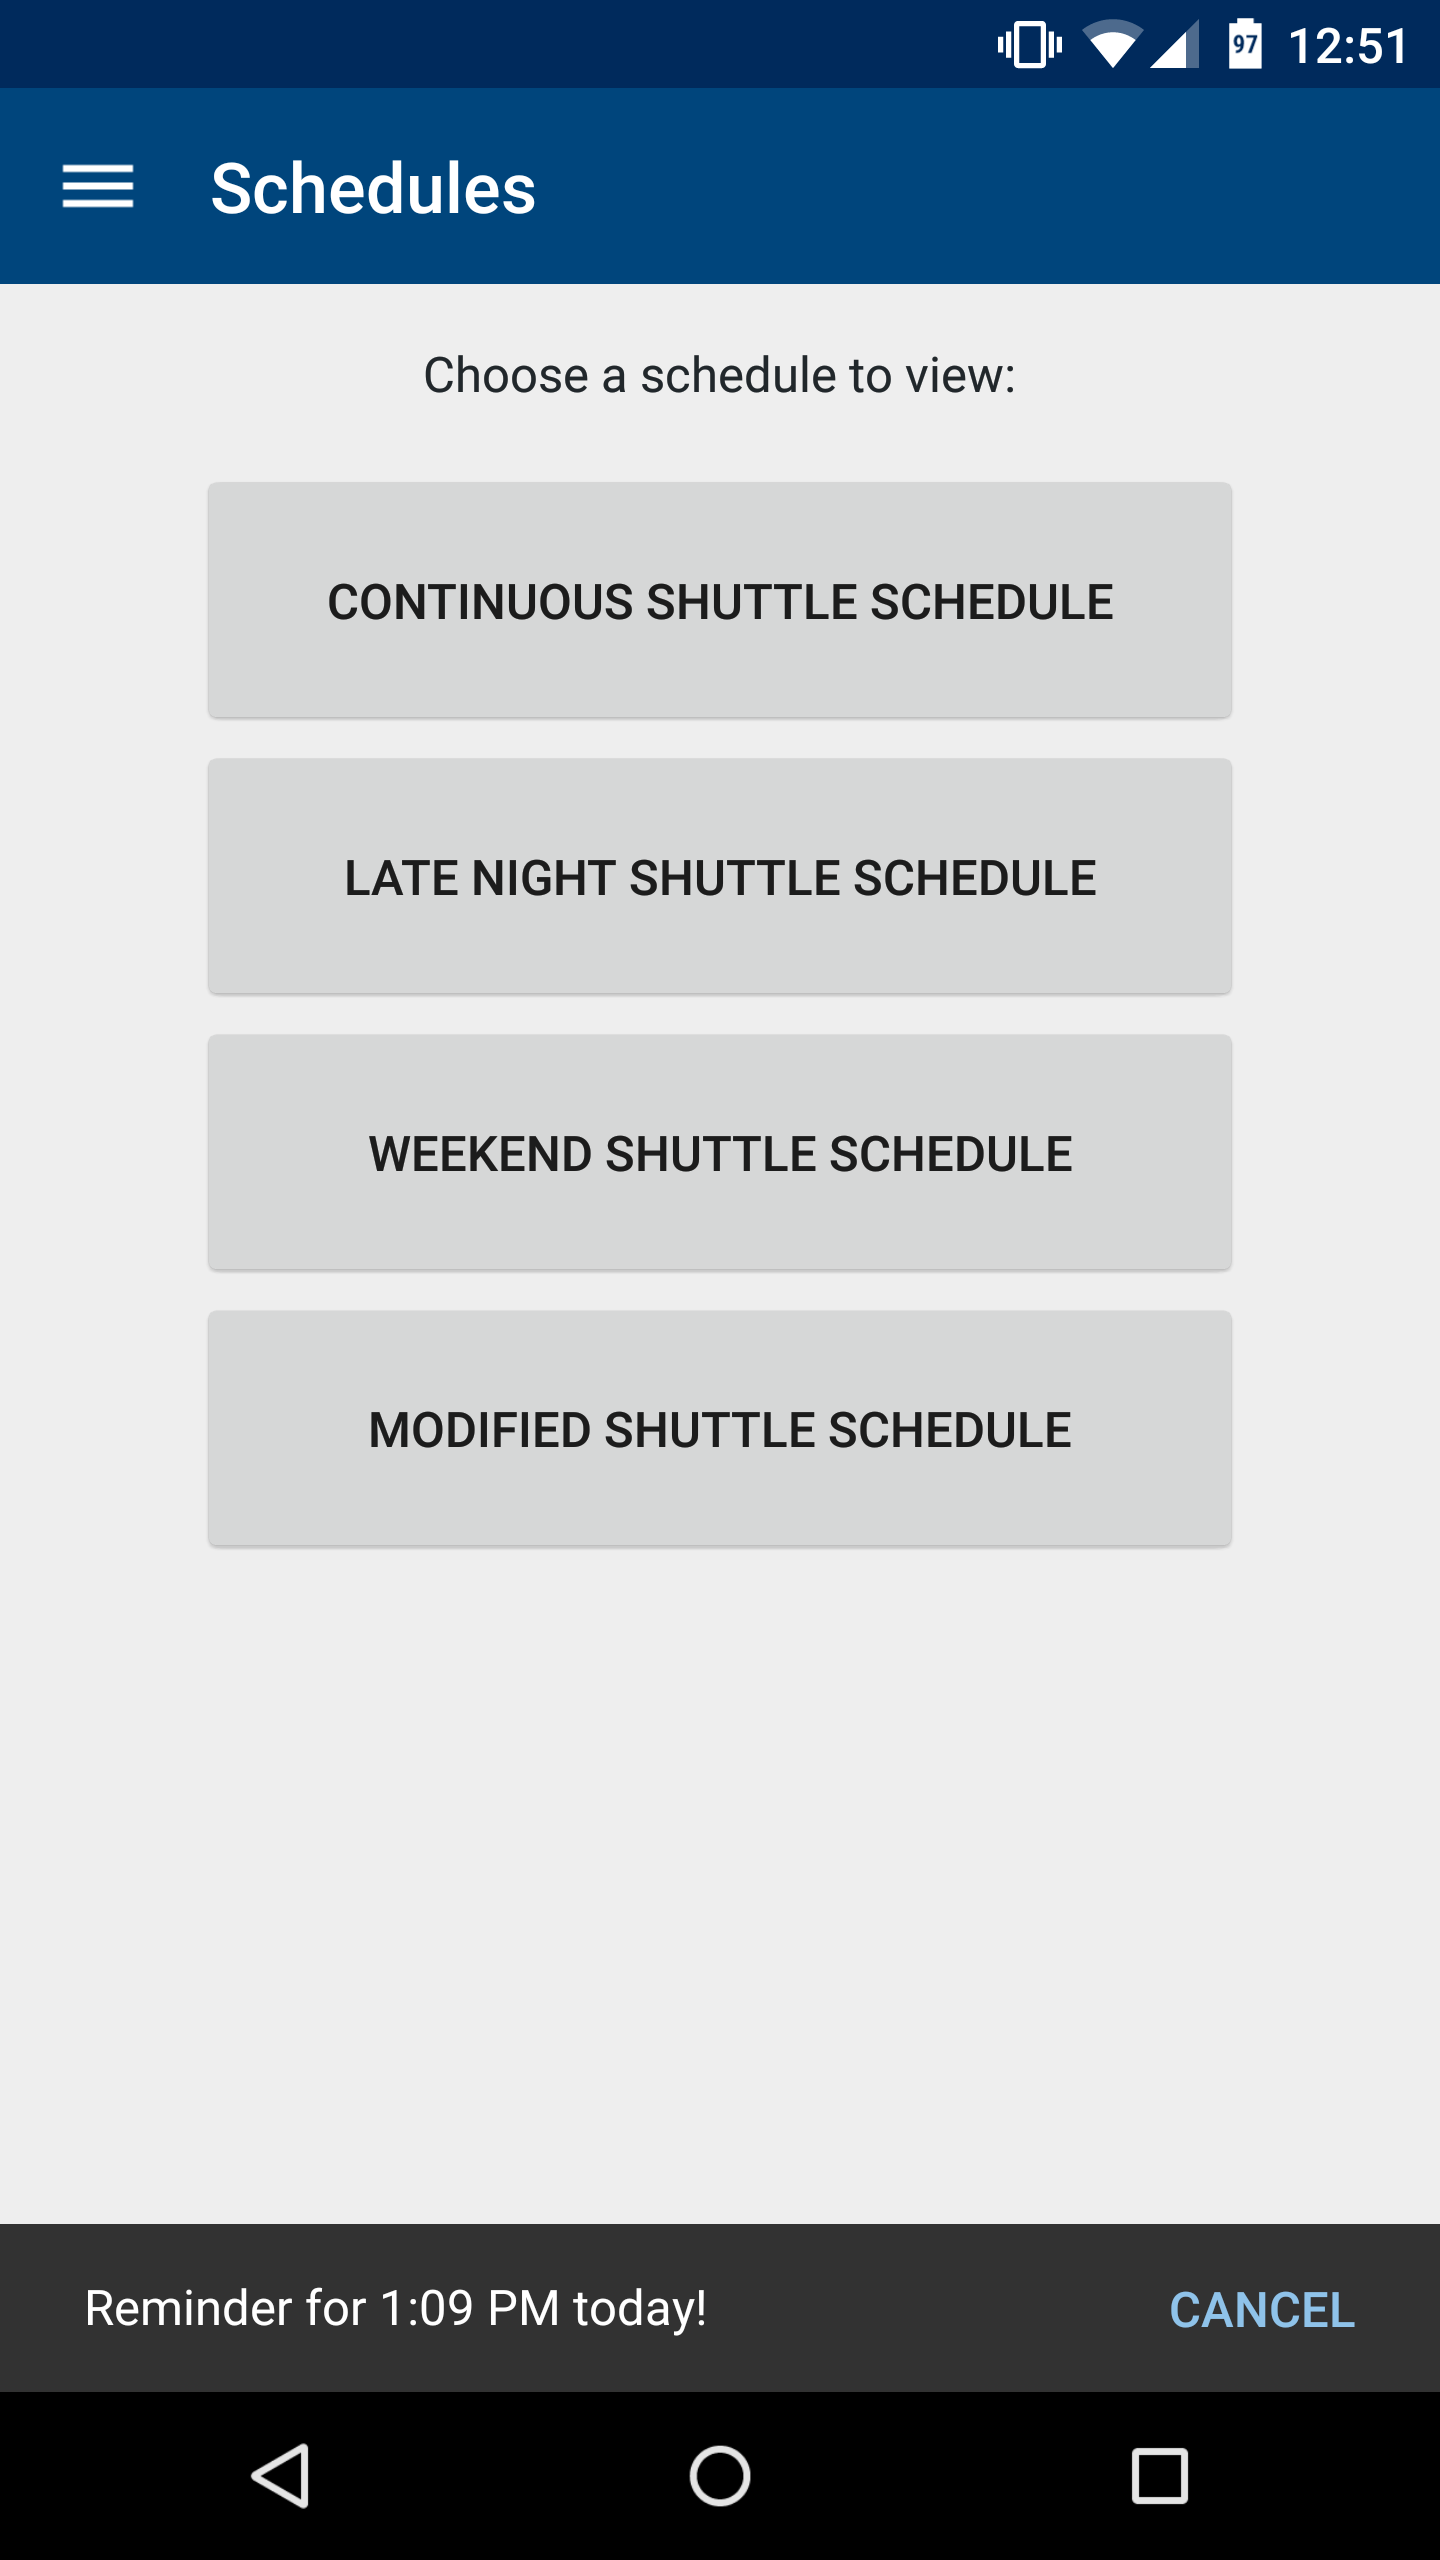 97 12:51
Schedules
Choose a schedule to view:
CONTINUOUS SHUTTLE SCHEDULE
LATE NIGHT SHUTTLE SCHEDULE
WEEKEND SHUTTLE SCHEDULE
MODIFIED SHUTTLE SCHEDULE
Reminder for 1:09 PM today! CANCEL